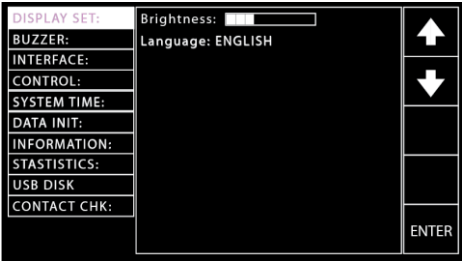 DISPLAY SET:
BUZZER:
INTERFACE:
CONTROL:
SYSTEM TIME:
DATA INIT:
INFORMATION:
STASTISTICS:
USB DISK
CONTACT CHK:
Brightness:
Language: ENGLISH
ENTER